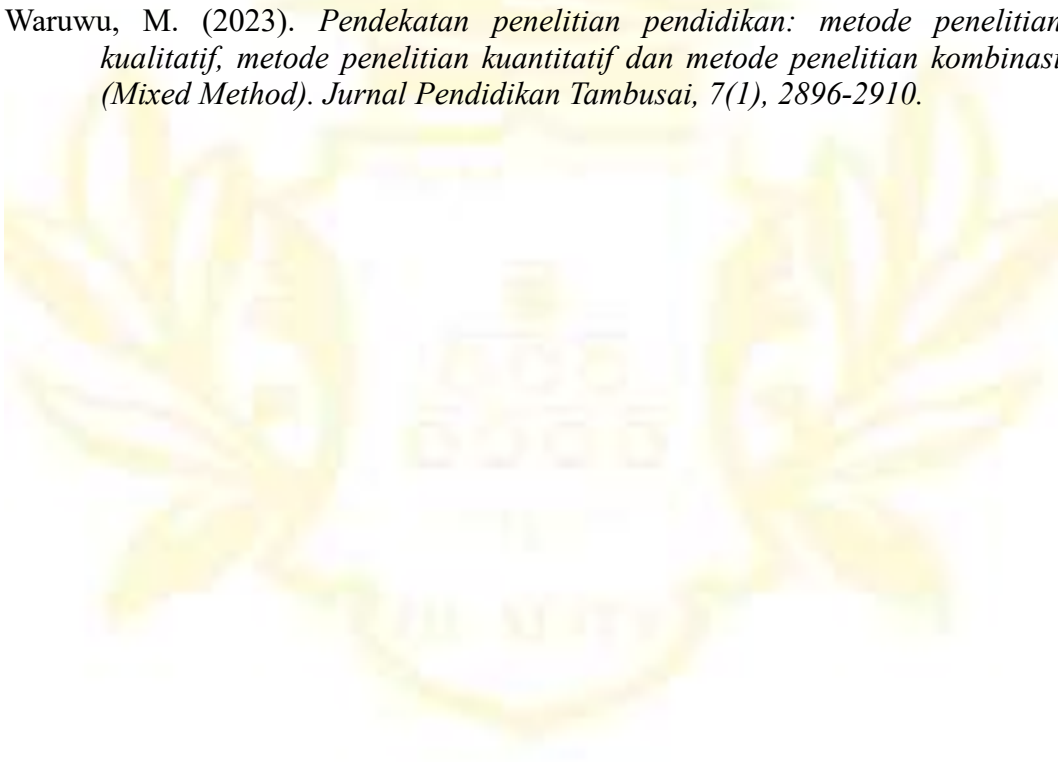 Waruwu, M. (2023). Pendekatan penelitian pendidikan: metode penelitian
kualitatif, metode penelitian kuantitatif dan metode penelitian kombinasi
(Mixed Method). Jurnal Pendidikan Tambusai, 7(1), 2896-2910.